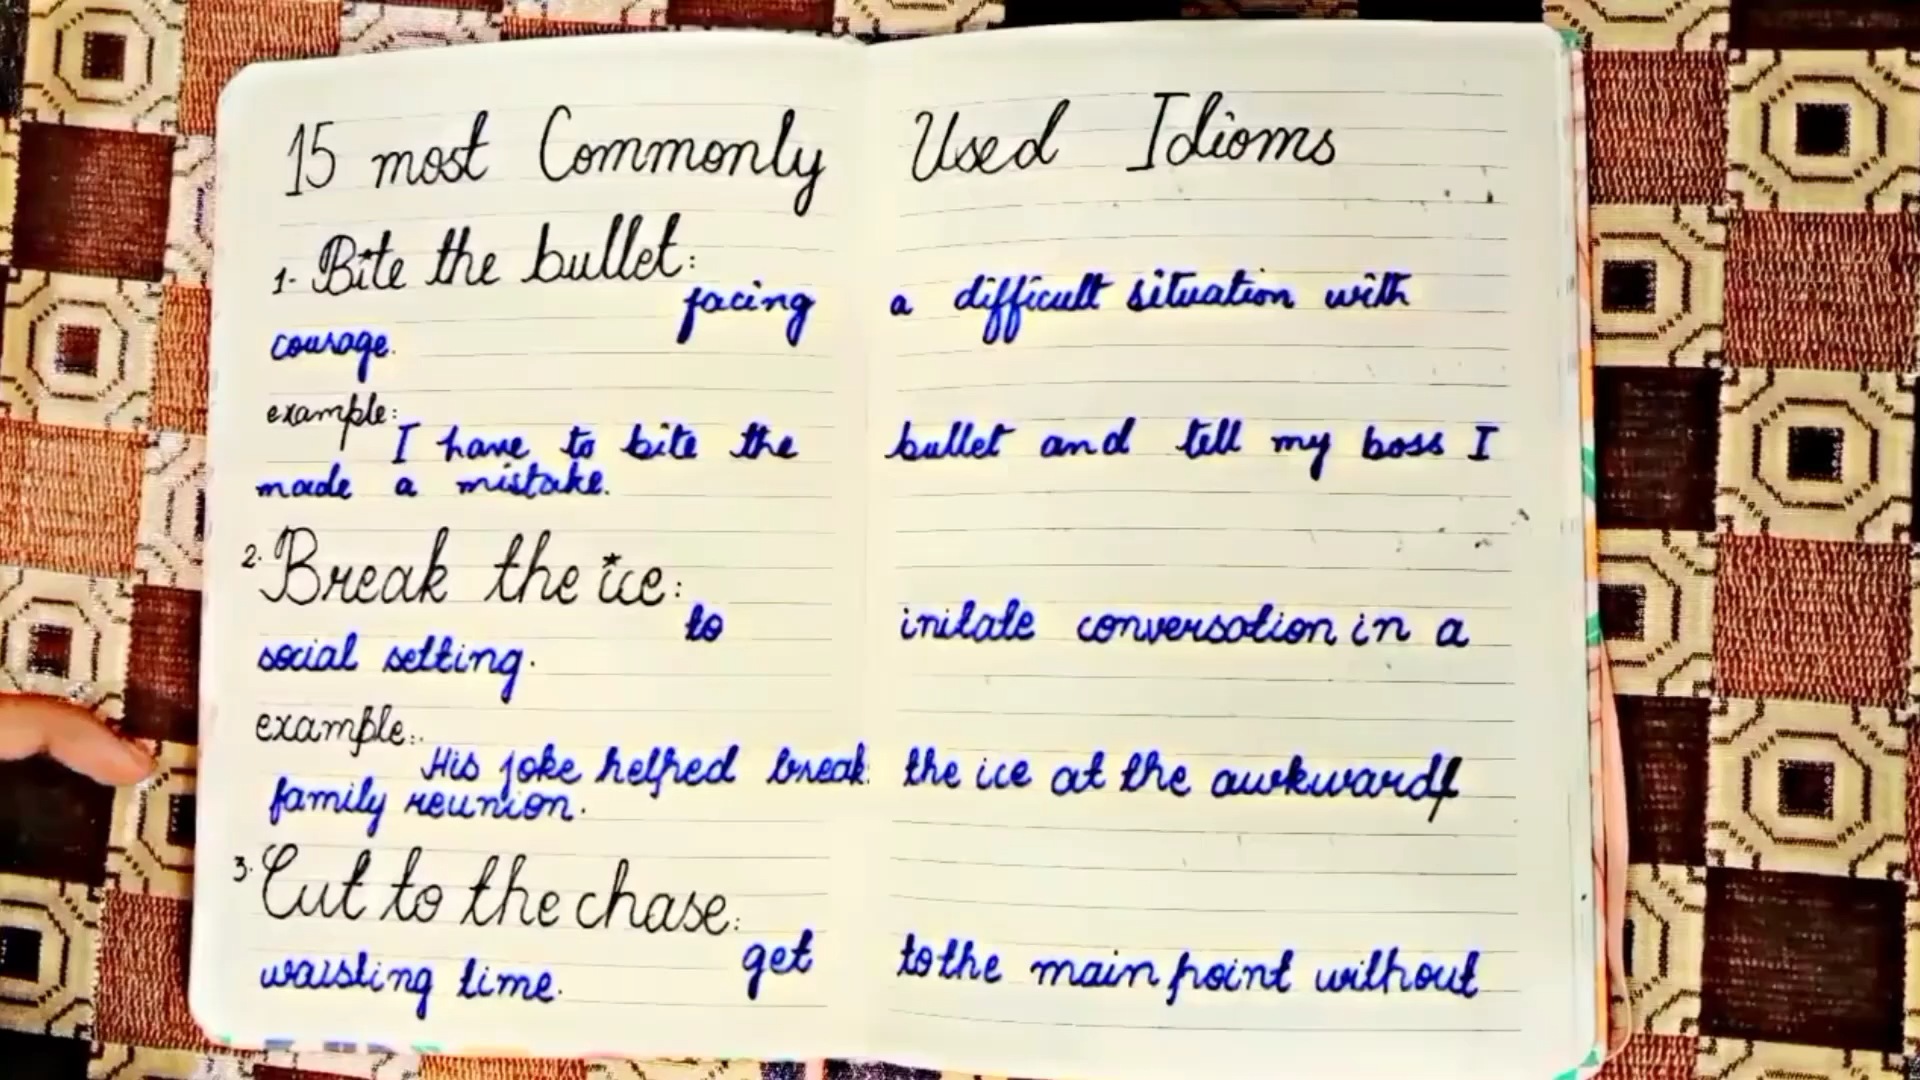 15 most Commonly Used Idioms
1- Bite the bullet:
facing a difficult situation with
courage.
example:
I have to bite the bullet and tell my boss I
made a mistake.
2. Break the ice:
to initate conversation in a
social setting.
example:
His joke helped break the ice at the awkward
family reunion.
3. Cut to the chase:
get to the main point without
waisting time.